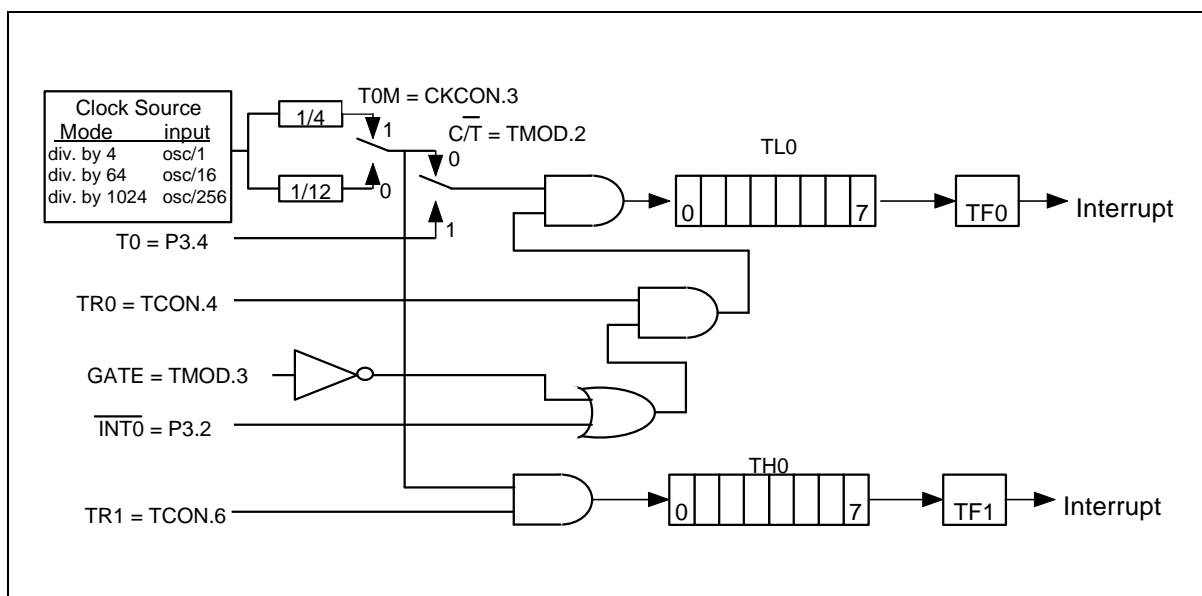 Clock Source
Mode input
div. by 4 osc/1
div. by 64 osc/16
div. by 1024 osc/256
1/4
1/12
T0M = CKCON.3
1
0
C/T̅ = TMOD.2
0
1
T0 = P3.4
TL0
0 7
TF0
Interrupt
TR0 = TCON.4
GATE = TMOD.3
I̅N̅T̅0̅ = P3.2
TR1 = TCON.6
TH0
0 7
TF1
Interrupt